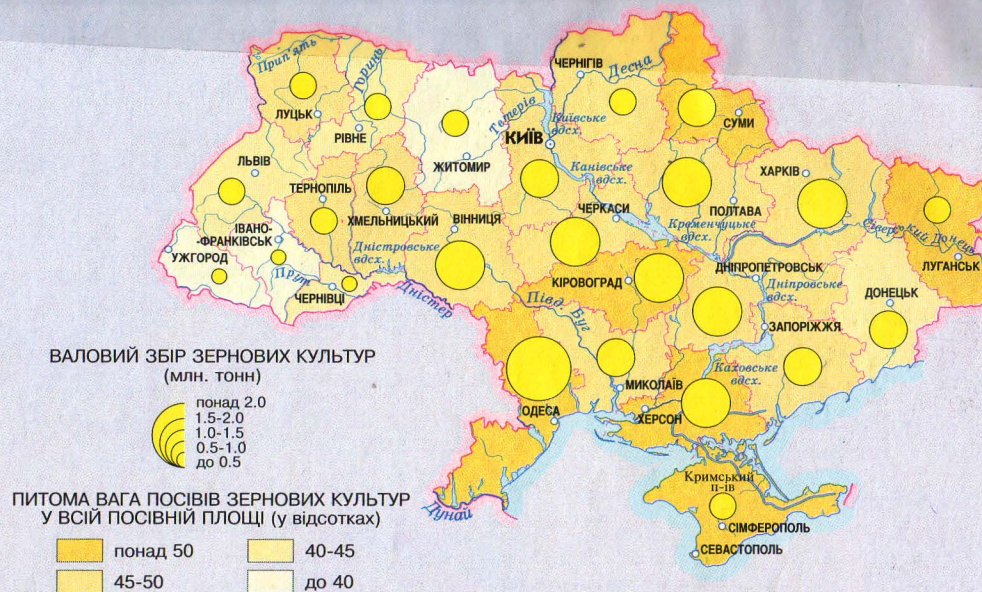 ЧЕРНІГІВ
Десна
Прип'ять
Горинь
ЛУЦЬК
РІВНЕ
Тетерів
Київське
вдсх.
СУМИ
КИЇВ
ЖИТОМИР
ЛЬВІВ
Канівське
вдсх.
ХАРКІВ
ТЕРНОПІЛЬ
ХМЕЛЬНИЦЬКИЙ
ВІННИЦЯ
ЧЕРКАСИ
ПОЛТАВА
Кременчуцьке
вдсх.
ІВАНО-
-ФРАНКІВСЬК
Дністровське
вдсх.
Сіверський Донець
УЖГОРОД
ЛУГАНСЬК
Прут
ЧЕРНІВЦІ
Дністер
КІРОВОГРАД
ДНІПРОПЕТРОВСЬК
Дніпровське
вдсх.
ДОНЕЦЬК
Півд. Буг
ЗАПОРІЖЖЯ
Каховське
вдсх.
МИКОЛАЇВ
ХЕРСОН
ОДЕСА
Дунай
Кримський
п-ів
СІМФЕРОПОЛЬ
СЕВАСТОПОЛЬ
ВАЛОВИЙ ЗБІР ЗЕРНОВИХ КУЛЬТУР
(млн. тонн)
понад 2.0
1.5-2.0
1.0-1.5
0.5-1.0
до 0.5
ПИТОМА ВАГА ПОСІВІВ ЗЕРНОВИХ КУЛЬТУР
У ВСІЙ ПОСІВНІЙ ПЛОЩІ (у відсотках)
понад 50
40-45
45-50
до 40